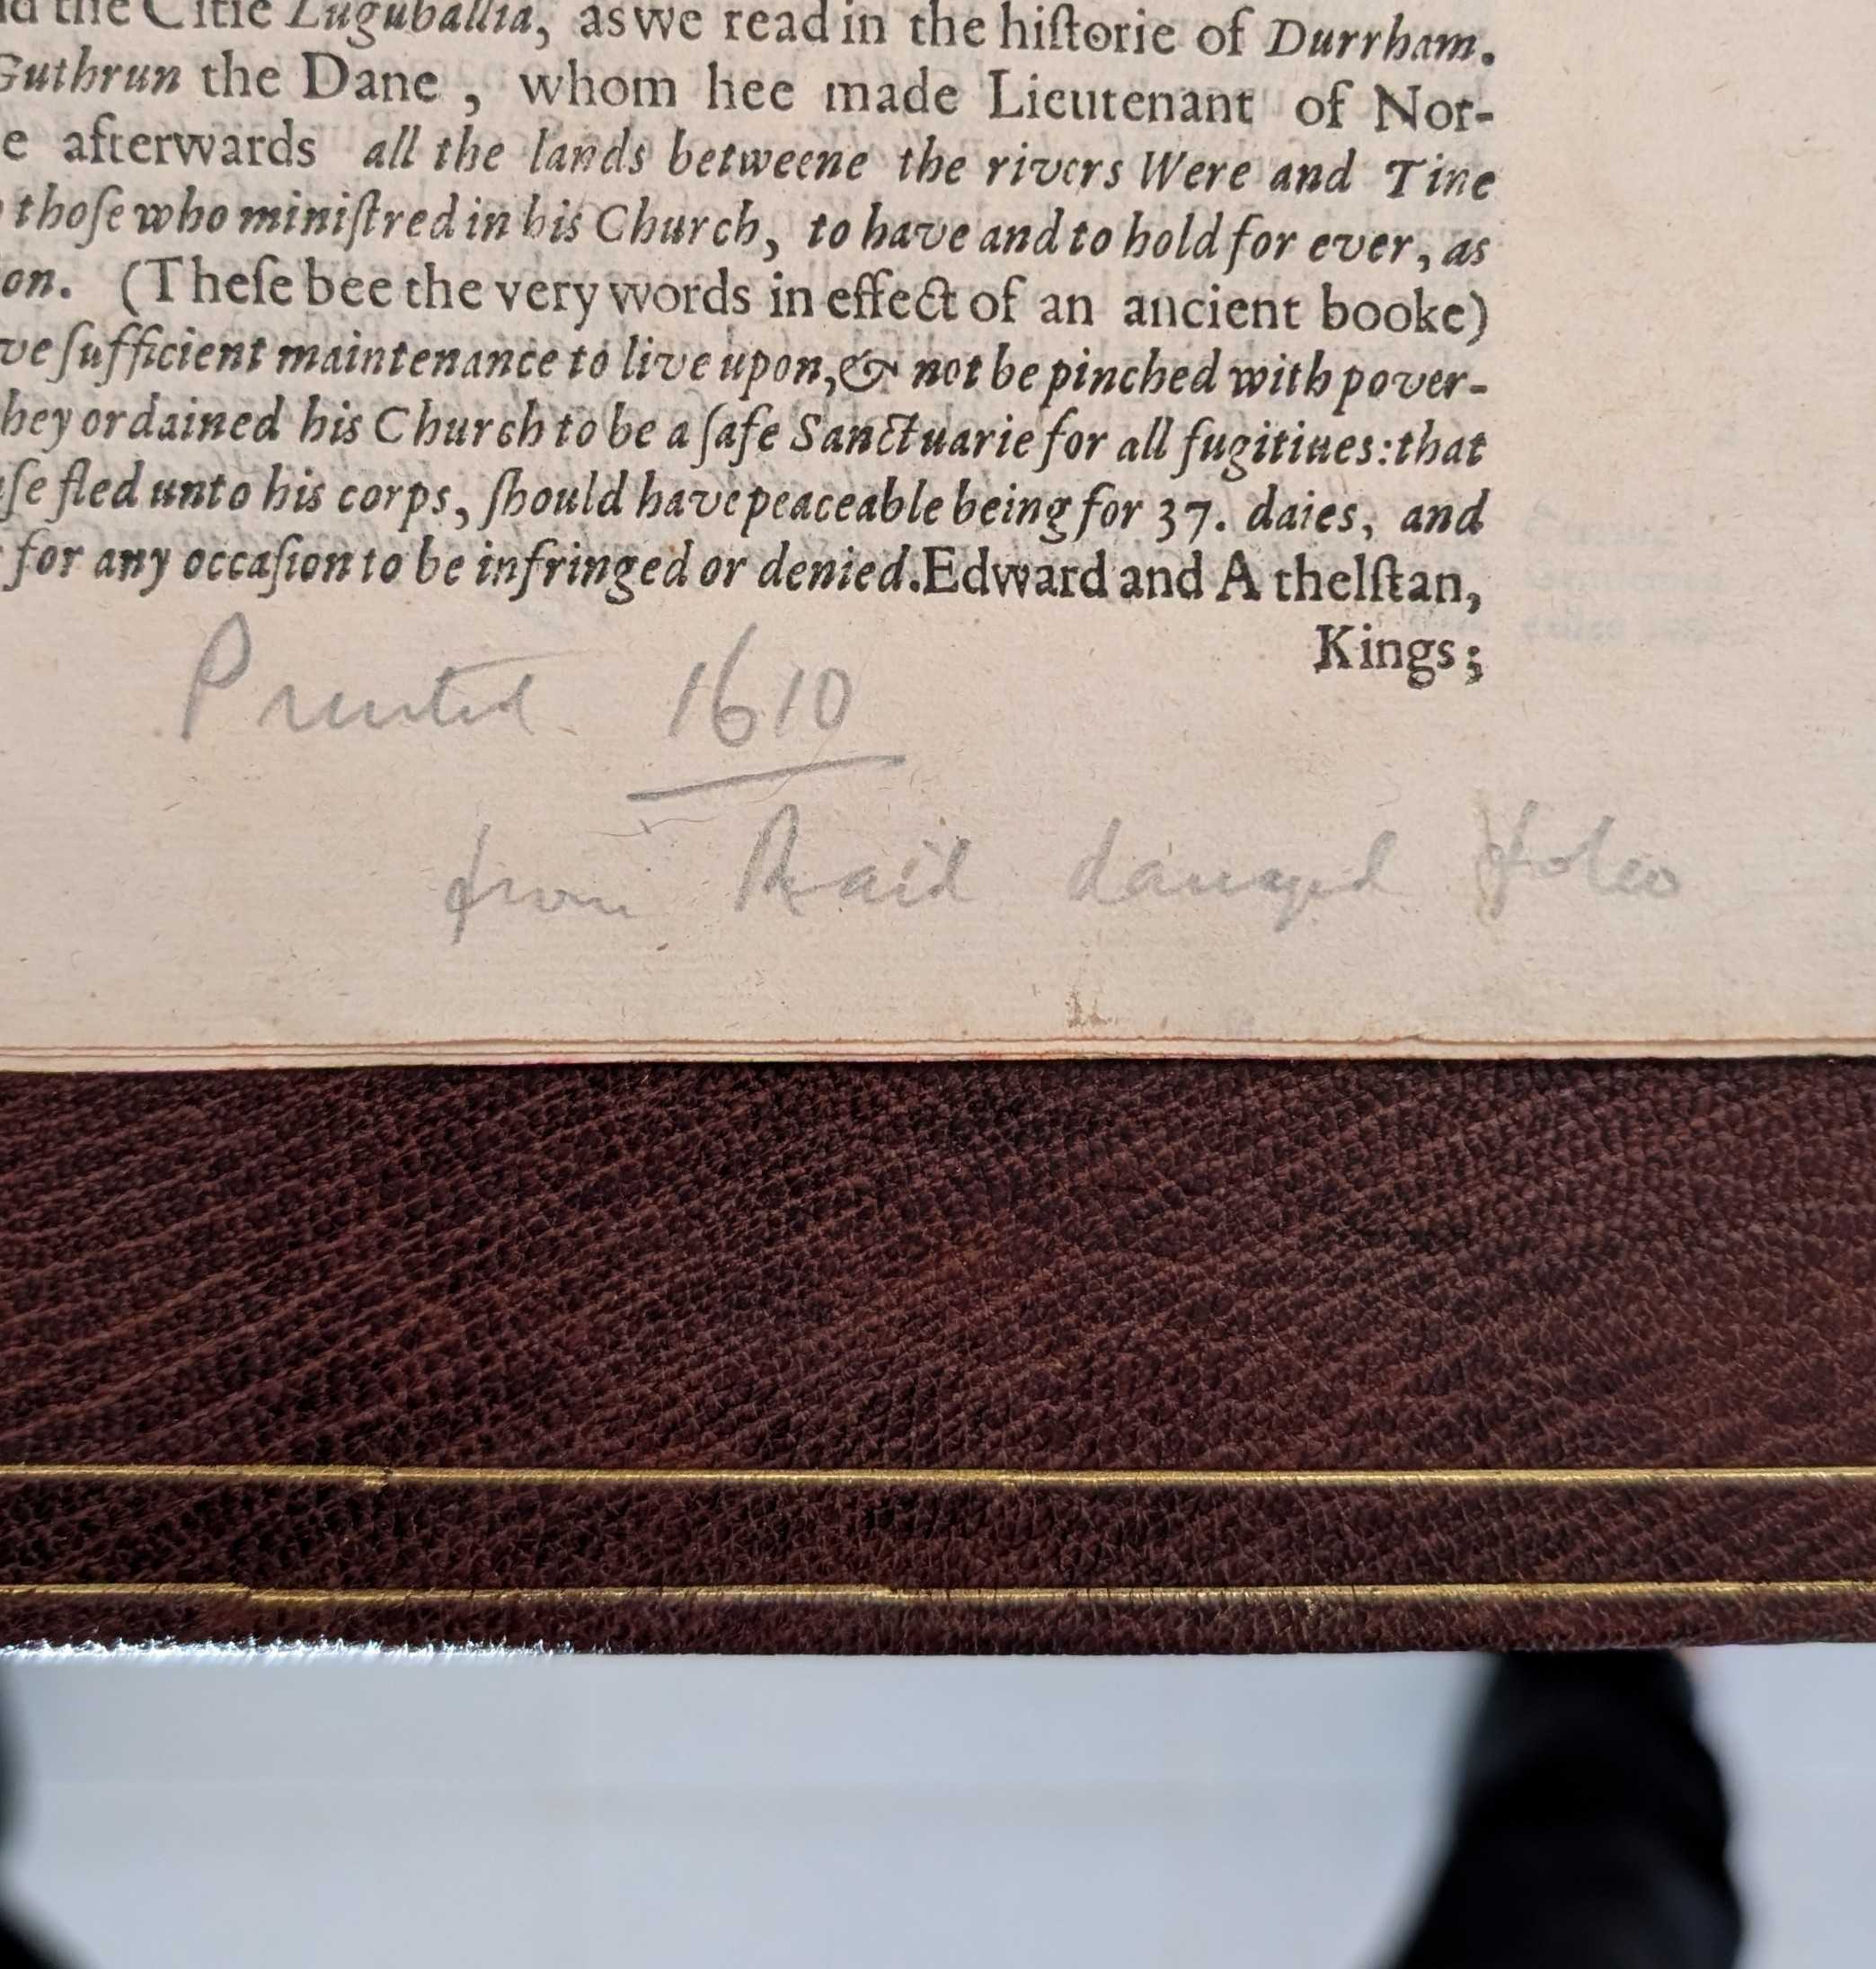 the Citie Luguballia, as we read in the hiſtorie of Durrham.
Guthrun the Dane, whom hee made Lieutenant of Nor-
e afterwards all the lands betweene the rivers Were and Tine
thoſe who miniſtred in his Church, to have and to hold for ever, as
on. (Theſe bee the very words in effect of an ancient booke)
ve ſufficient maintenance to live upon, & not be pinched with pover-
hey ordained his Church to be a ſafe Sanctuarie for all fugitiues: that
ſe fled unto his corps, ſhould have peaceable being for 37. daies, and
for any occaſion to be infringed or denied. Edward and A thelſtan,
Kings;
Printed 1610
from Raid damaged folio